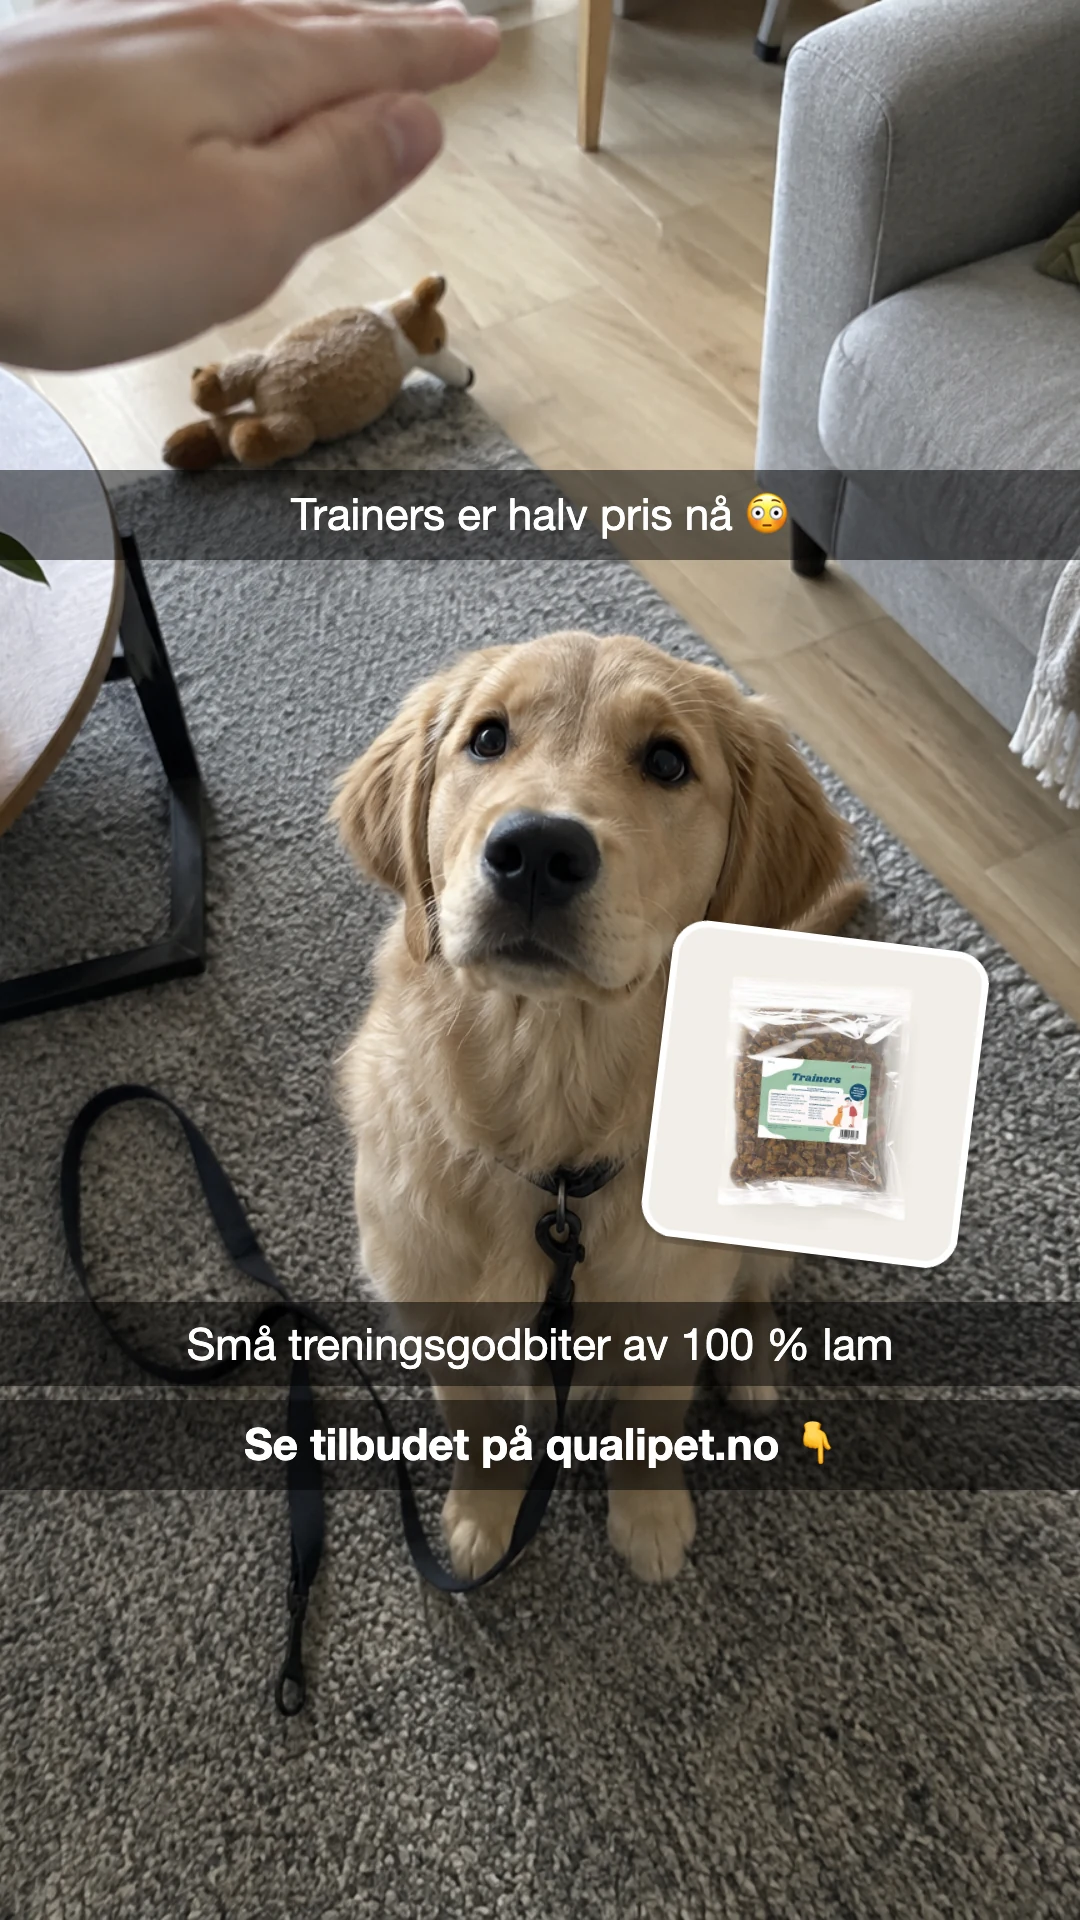 Trainers er halv pris nå 😳
Trainers
Små treningsgodbiter av 100 % lam
Se tilbudet på qualipet.no 👇